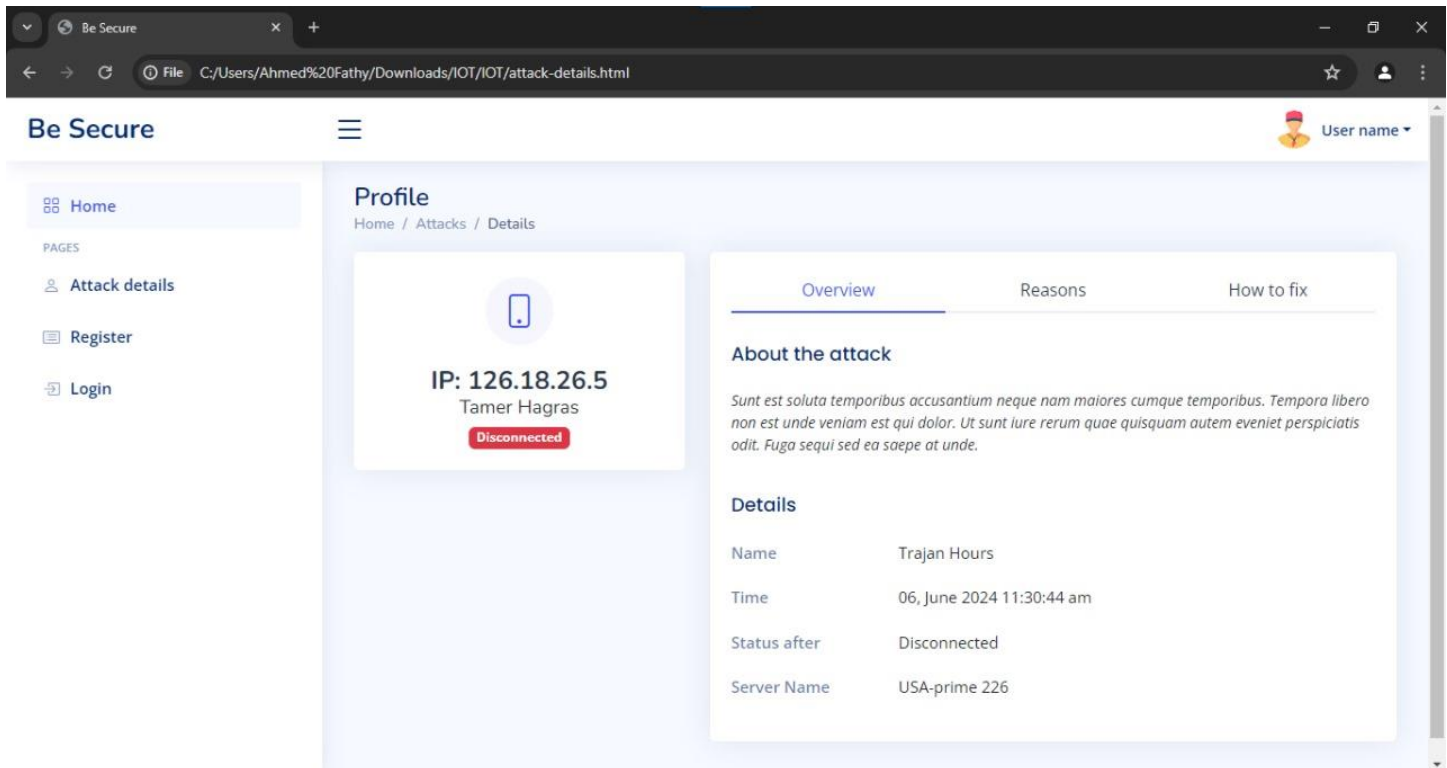 Be Secure
File C:/Users/Ahmed%20Fathy/Downloads/IOT/IOT/attack-details.html
Be Secure
User name
Home
PAGES
Attack details
Register
Login
Profile
Home / Attacks / Details
IP: 126.18.26.5
Tamer Hagras
Disconnected
Overview Reasons How to fix
About the attack
Sunt est soluta temporibus accusantium neque nam maiores cumque temporibus. Tempora libero
non est unde veniam est qui dolor. Ut sunt iure rerum quae quisquam autem eveniet perspiciatis
odit. Fuga sequi sed ea saepe at unde.
Details
Name Trajan Hours
Time 06, June 2024 11:30:44 am
Status after Disconnected
Server Name USA-prime 226